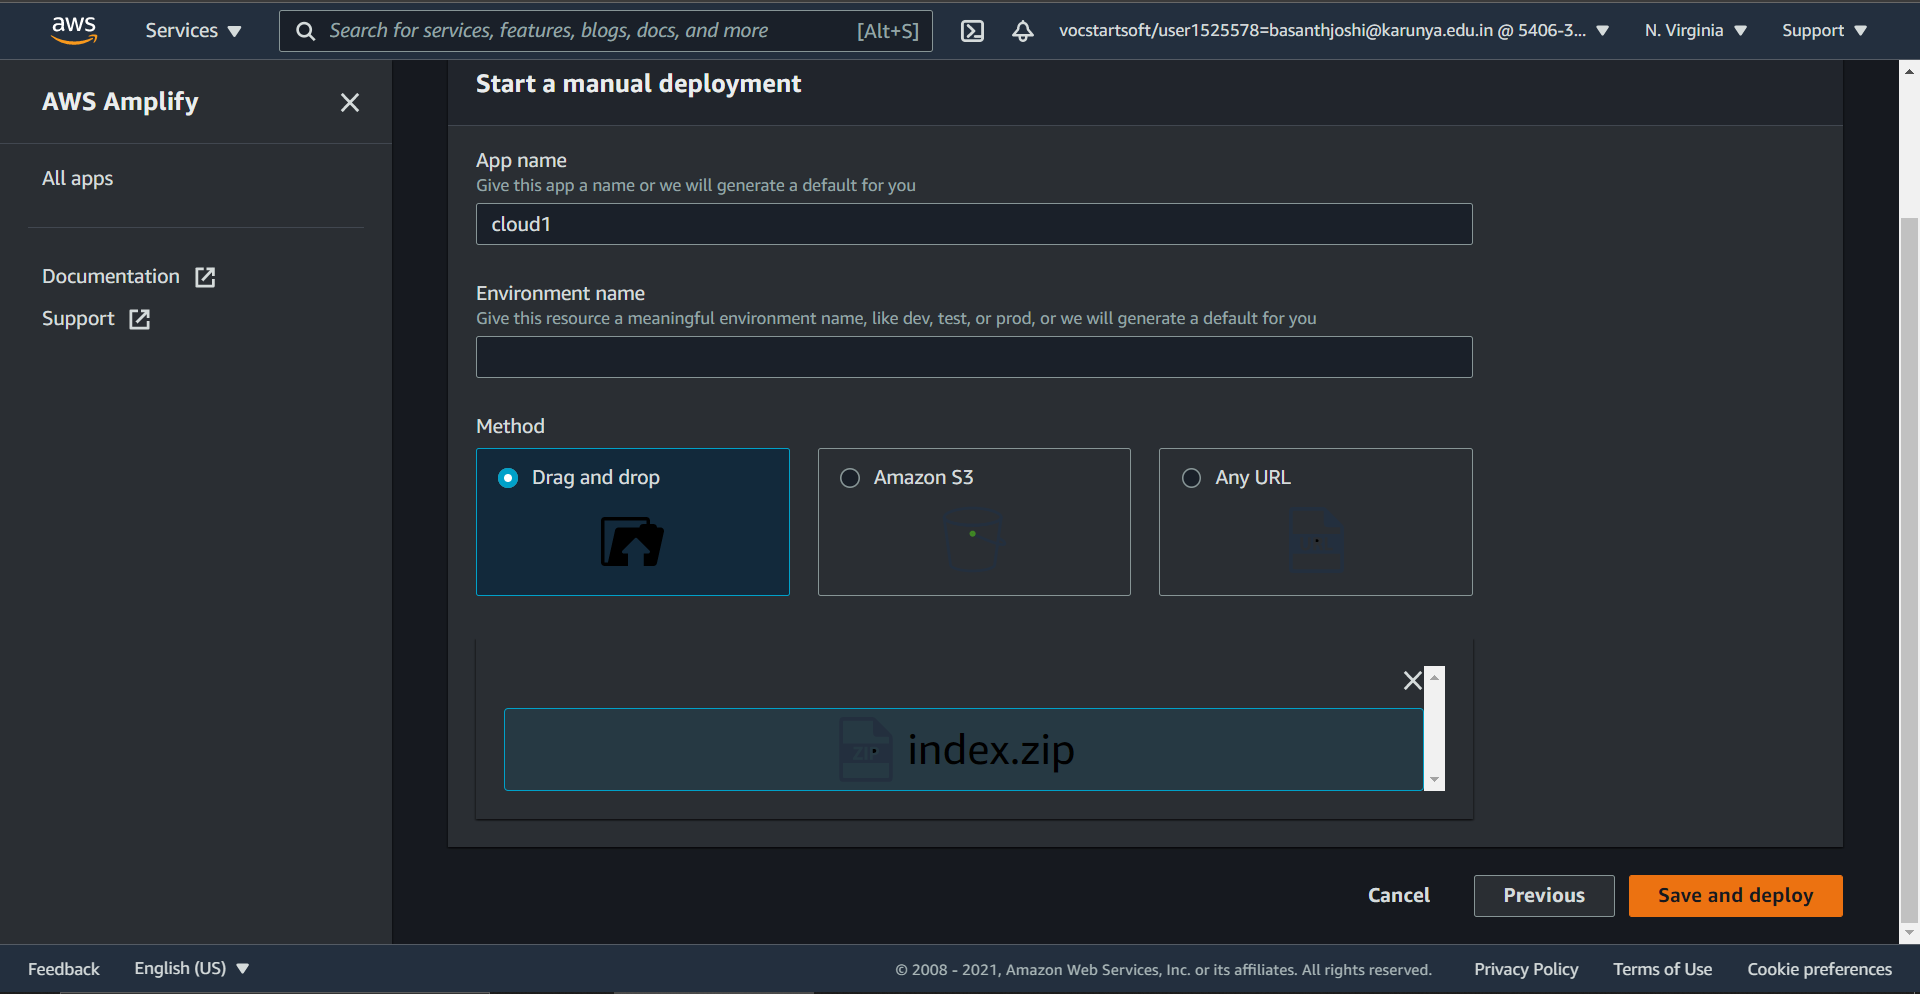 aws
Services
Search for services, features, blogs, docs, and more [Alt+S]
vocstartsoft/user1525578=basanthjoshi@karunya.edu.in @ 5406-3...
N. Virginia
Support
AWS Amplify
All apps
Documentation
Support
Start a manual deployment
App name
Give this app a name or we will generate a default for you
cloud1
Environment name
Give this resource a meaningful environment name, like dev, test, or prod, or we will generate a default for you
Method
Drag and drop
Amazon S3
Any URL
ZIP
index.zip
Cancel
Previous
Save and deploy
Feedback
English (US)
© 2008 - 2021, Amazon Web Services, Inc. or its affiliates. All rights reserved.
Privacy Policy
Terms of Use
Cookie preferences